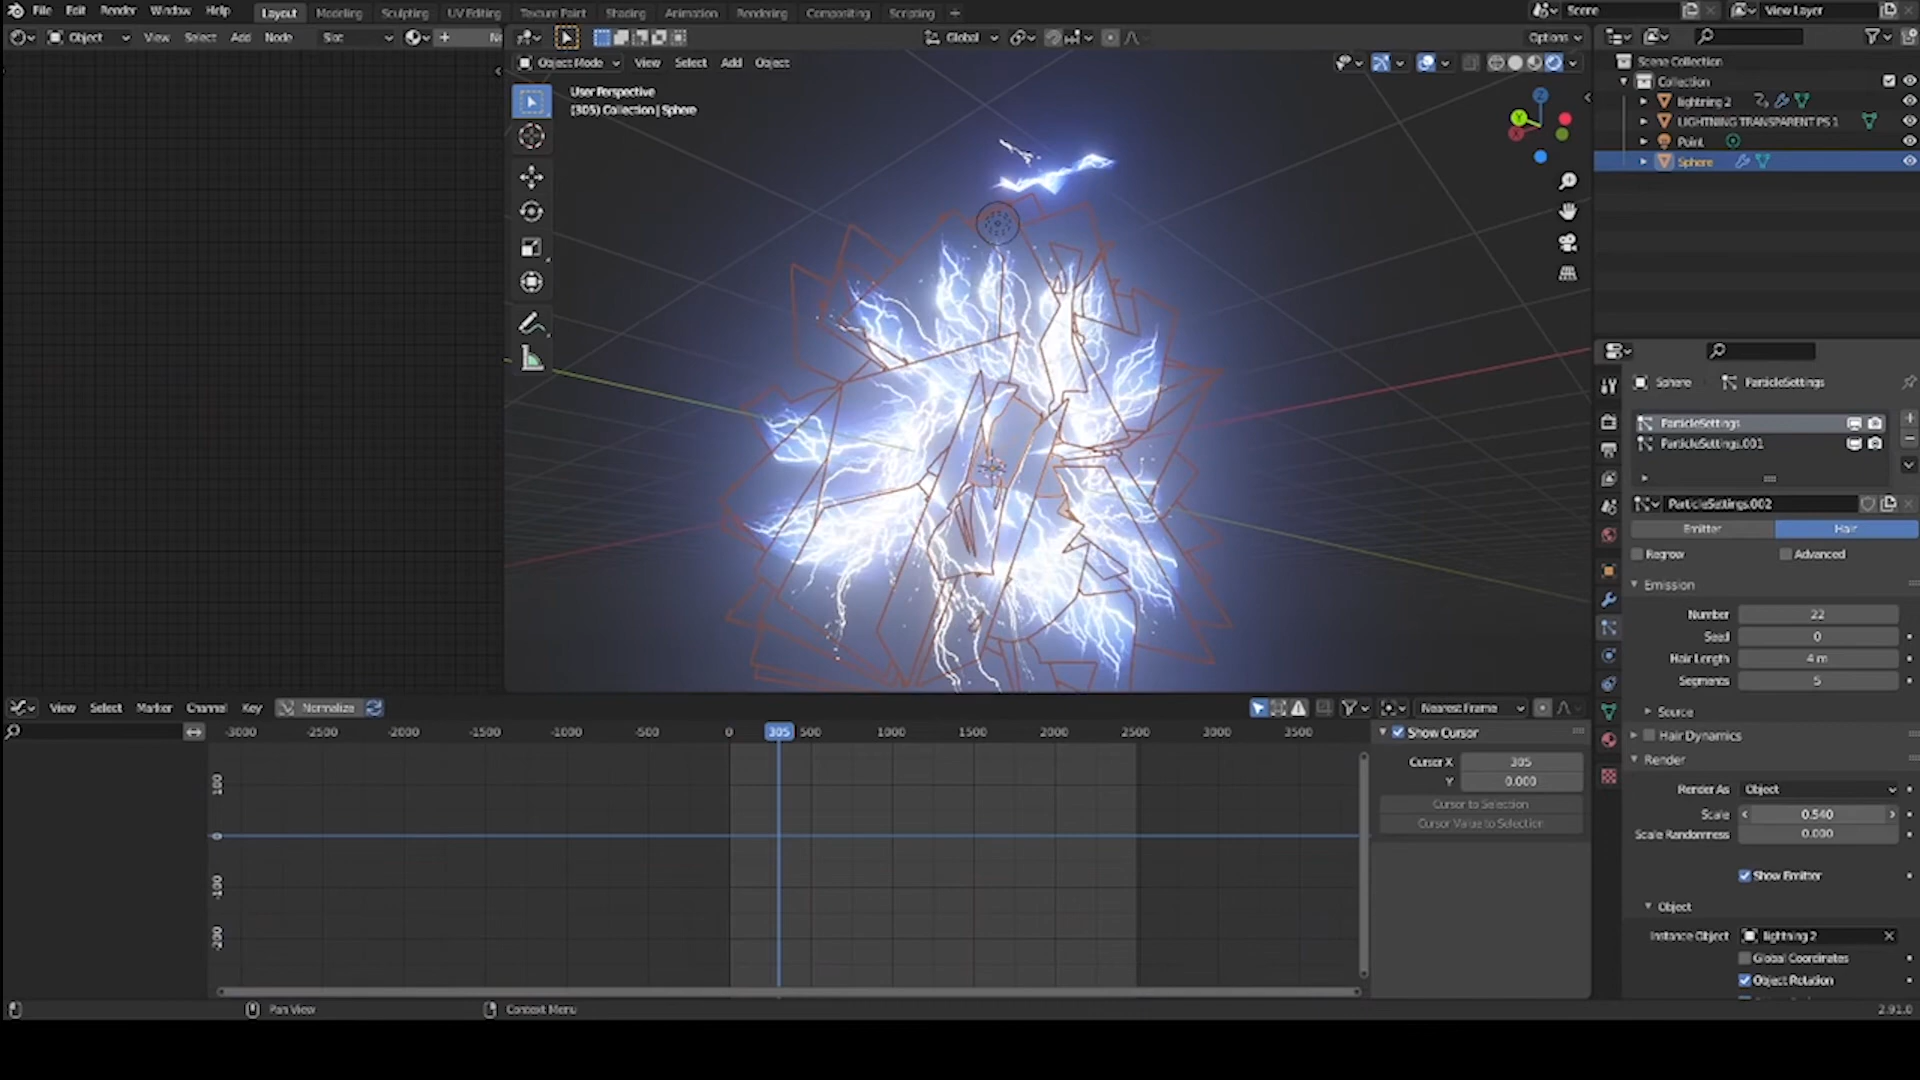 File Edit Render Window Help Layout Modeling Sculpting UV Editing Texture Paint Shading Animation Rendering Compositing Scripting + Scene View Layer
Object View Select Add Node Slot Global Options
Object Mode View Select Add Object
User Perspective
(305) Collection | Sphere
Scene Collection
Collection
lightning 2
LIGHTNING TRANSPARENT PS 1
Point
Sphere
Sphere ParticleSettings
ParticleSettings
ParticleSettings.001
ParticleSettings.002
Emitter Hair
Regrow Advanced
Emission
Number 22
Seed 0
Hair Length 4 m
Segments 5
Source
Hair Dynamics
Render
Render As Object
Scale 0.540
Scale Randomness 0.000
Show Emitter
Object
Instance Object lightning 2
Global Coordinates
Object Rotation
View Select Marker Channel Key Normalize Nearest Frame
-3000 -2500 -2000 -1500 -1000 -500 0 305 500 1000 1500 2000 2500 3000 3500
100
0
-100
-200
Show Cursor
Cursor X 305
Y 0.000
Cursor to Selection
Cursor Value to Selection
Pan View Context Menu 2.91.0